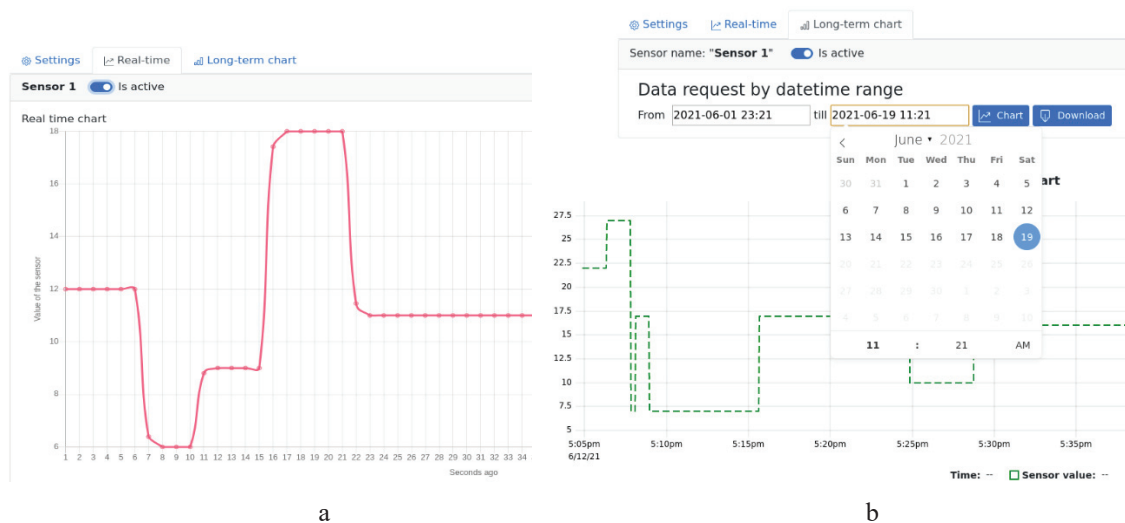 Settings Real-time Long-term chart
Sensor 1 Is active
Real time chart
18
16
14
12
10
8
6
Value of the sensor
1 2 3 4 5 6 7 8 9 10 11 12 13 14 15 16 17 18 19 20 21 22 23 24 25 26 27 28 29 30 31 32 33 34
Seconds ago
a
Settings Real-time Long-term chart
Sensor name: "Sensor 1" Is active
Data request by datetime range
From 2021-06-01 23:21 till 2021-06-19 11:21 Chart Download
June 2021
Sun Mon Tue Wed Thu Fri Sat
30 31 1 2 3 4 5
6 7 8 9 10 11 12
13 14 15 16 17 18 19
20 21 22 23 24 25 26
27 28 29 30 1 2 3
4 5 6 7 8 9 10
11 : 21 AM
art
27.5
25
22.5
20
17.5
15
12.5
10
7.5
5
5:05pm 5:10pm 5:15pm 5:20pm 5:25pm 5:30pm 5:35pm
6/12/21
Time: -- Sensor value: --
b